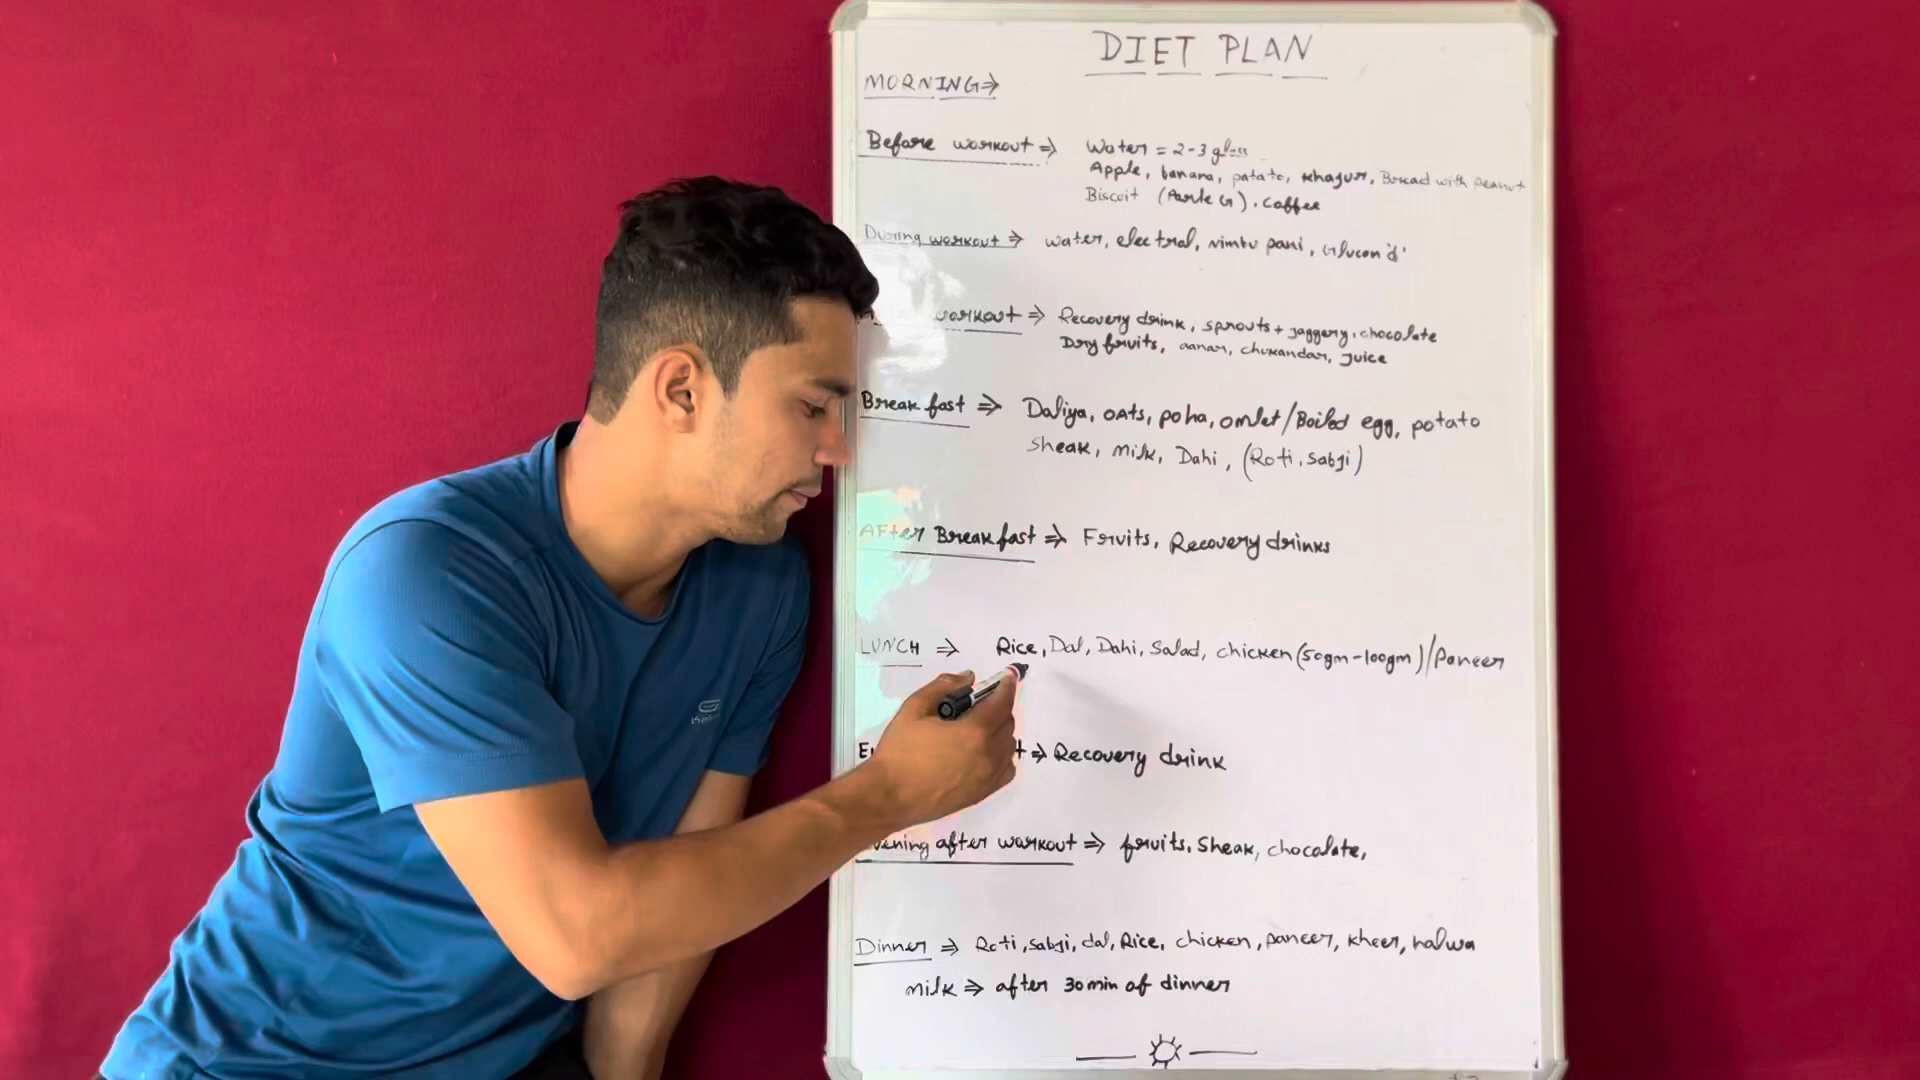 DIET PLAN
MORNING⇒
Before workout ⇒ Water = 2-3 glass
Apple, banana, patato, khajur, Bread with peanut
Biscuit (Parle G), Coffee
During workout ⇒ water, electral, nimbu pani, Glucon 'd'
workout ⇒ Recovery drink, sprouts + jaggery, chocolate
Dry fruits, aanar, chukandar, juice
Breakfast ⇒ Daliya, oats, poha, omlet/Boiled egg, potato
sheak, milk, Dahi, (Roti, sabji)
After Breakfast ⇒ Fruits, Recovery drinks
LUNCH ⇒ Rice, Dal, Dahi, Salad, chicken (50gm-100gm)/Paneer
⇒ Recovery drink
vening after workout ⇒ fruits, Sheak, chocolate,
Dinner ⇒ Roti, sabji, dal, Rice, chicken, paneer, kheer, halwa
milk ⇒ after 30 min of dinner